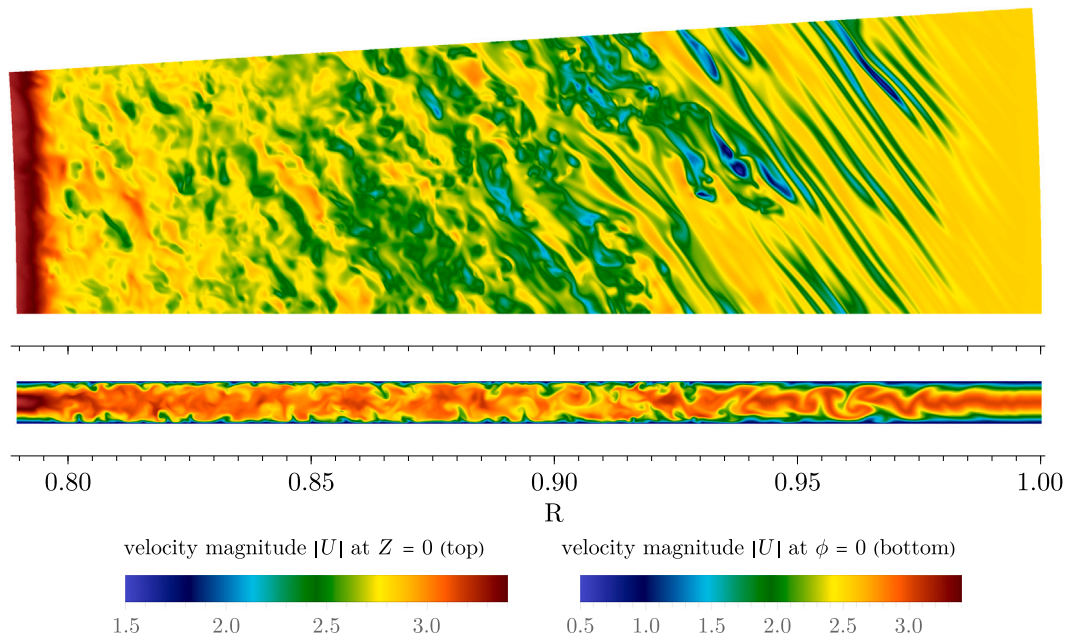 0.80 0.85 0.90 0.95 1.00
R
velocity magnitude |U| at Z = 0 (top) velocity magnitude |U| at ϕ = 0 (bottom)
1.5 2.0 2.5 3.0 0.5 1.0 1.5 2.0 2.5 3.0